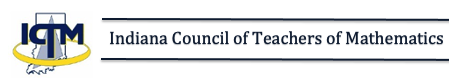 ICTM
Indiana Council of Teachers of Mathematics